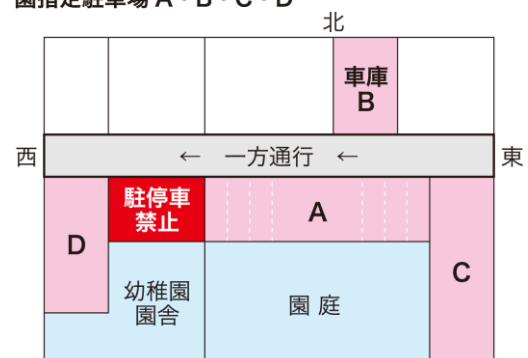 園指定駐車場 A・B・C・D
北
車庫
B
西
← 一方通行 ←
東
駐停車
禁止
A
D
C
幼稚園
園舎
園庭